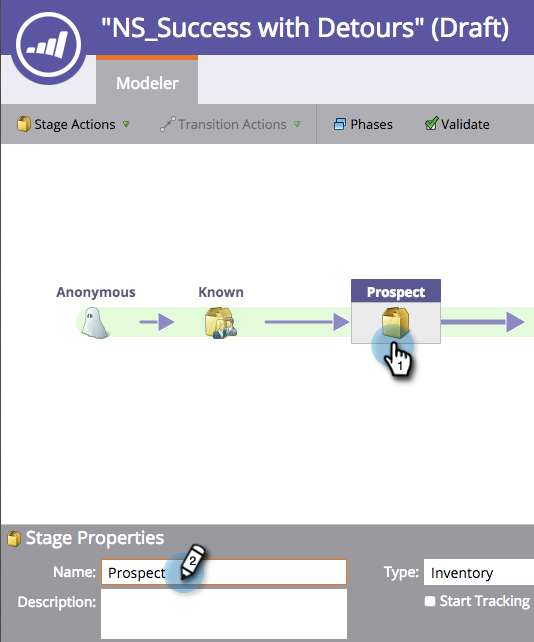 "NS_Success with Detours" (Draft)
Modeler
Stage Actions Transition Actions Phases Validate
Anonymous Known Prospect
1
Stage Properties
2
Name: Prospect Type: Inventory
Description: Start Tracking